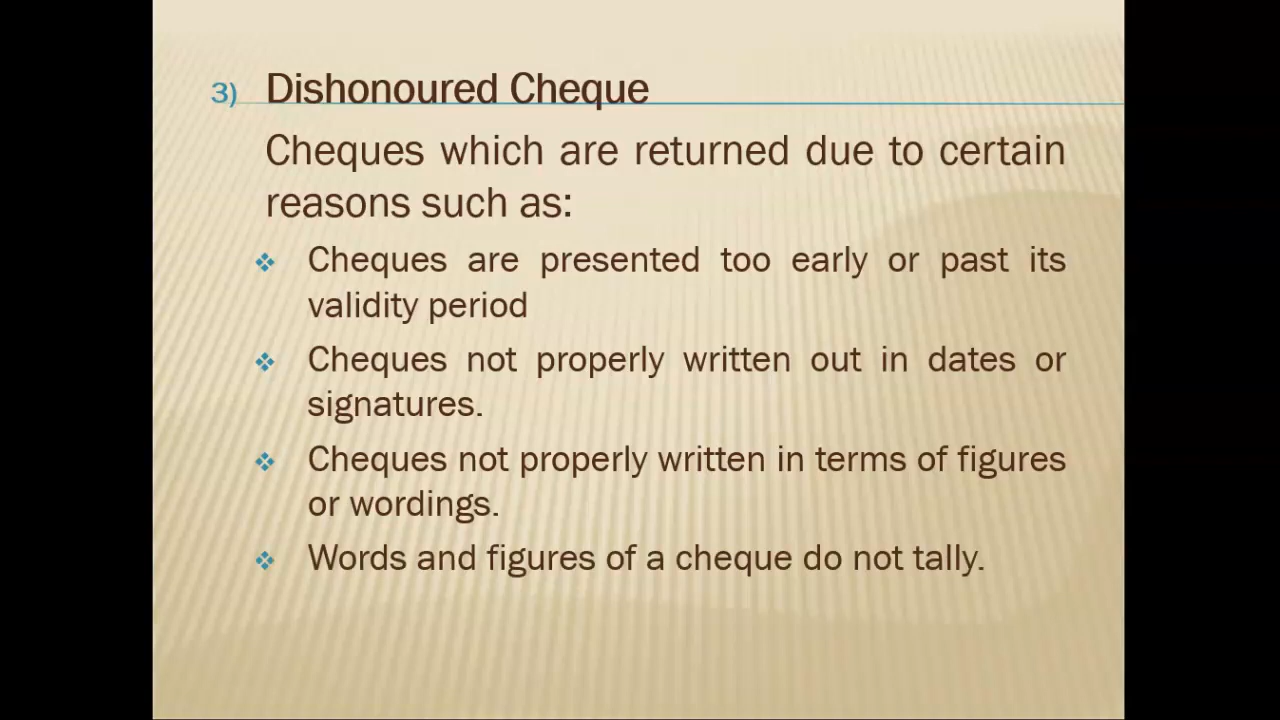 3) Dishonoured Cheque
Cheques which are returned due to certain
reasons such as:
Cheques are presented too early or past its
validity period
Cheques not properly written out in dates or
signatures.
Cheques not properly written in terms of figures
or wordings.
Words and figures of a cheque do not tally.